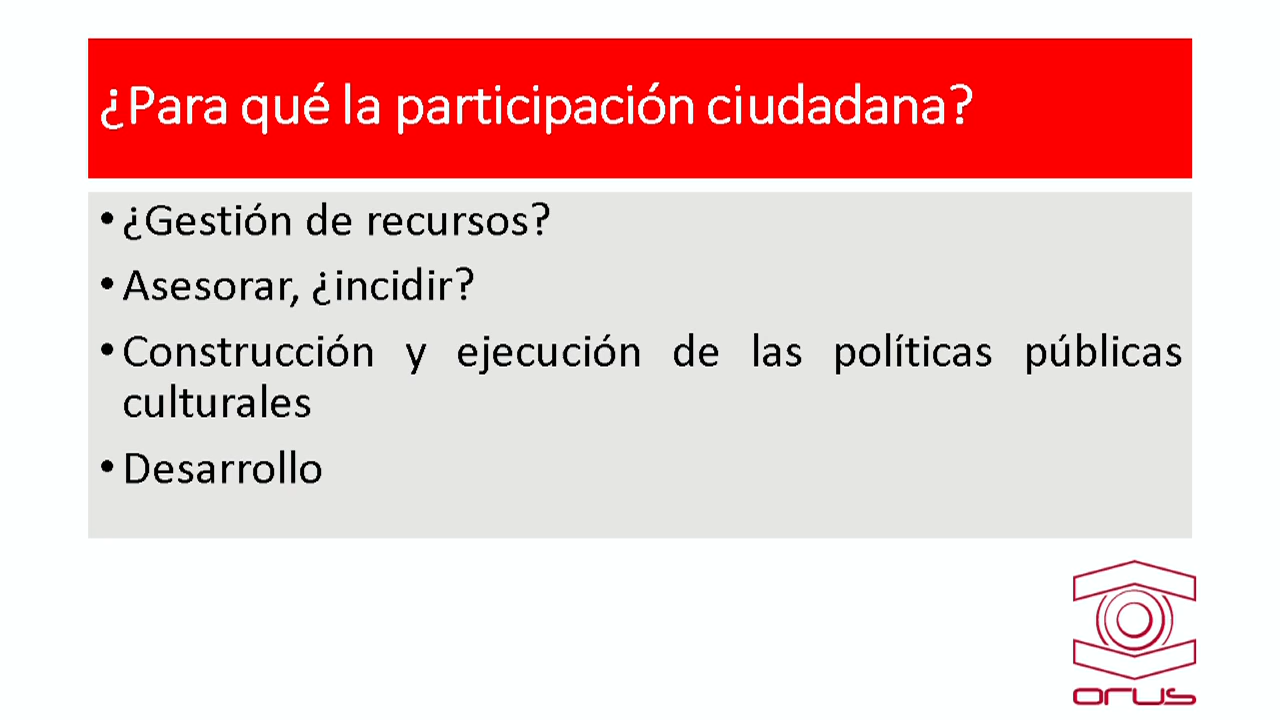 ¿Para qué la participación ciudadana?
• ¿Gestión de recursos?
• Asesorar, ¿incidir?
• Construcción y ejecución de las políticas públicas
culturales
• Desarrollo
orus